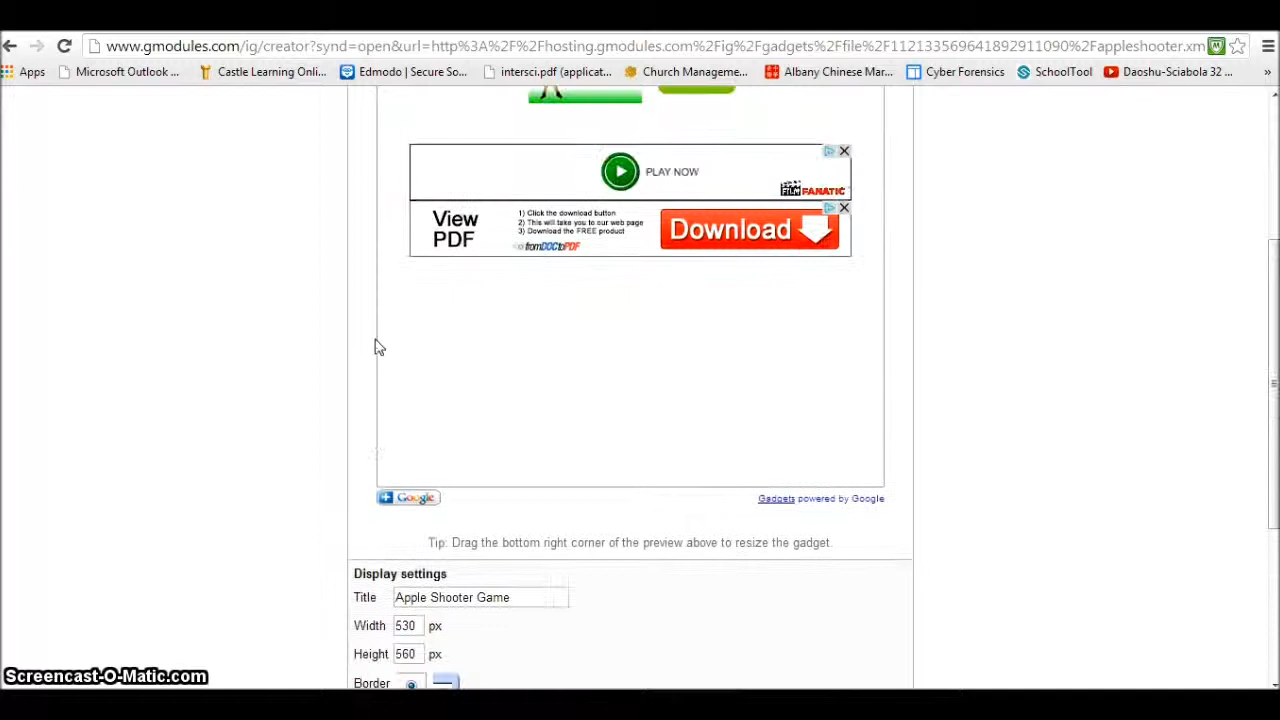 www.gmodules.com/ig/creator?synd=open&url=http%3A%2F%2Fhosting.gmodules.com%2Fig%2Fgadgets%2Ffile%2F112133569641892911090%2Fappleshooter.xm
Apps Microsoft Outlook ... Castle Learning Onli... Edmodo | Secure So... intersci.pdf (applicat... Church Manageme... Albany Chinese Mar... Cyber Forensics SchoolTool Daoshu-Sciabola 32 ... »
PLAY NOW
FILM FANATIC
View PDF
1) Click the download button
2) This will take you to our web page
3) Download the FREE product
fromDOCtoPDF
Download
Google
Gadgets powered by Google
Tip: Drag the bottom right corner of the preview above to resize the gadget.
Display settings
Title Apple Shooter Game
Width 530 px
Height 560 px
Border
Screencast-O-Matic.com